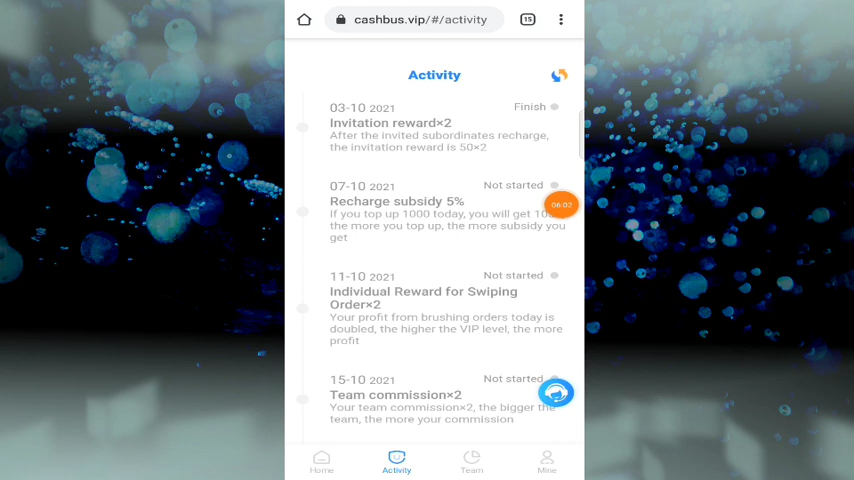 cashbus.vip/#/activity
15
Activity
03-10 2021
Finish
Invitation reward×2
After the invited subordinates recharge,
the invitation reward is 50×2
07-10 2021
Not started
Recharge subsidy 5%
06:02
If you top up 1000 today, you will get
the more you top up, the more subsidy you
get
11-10 2021
Not started
Individual Reward for Swiping
Order×2
Your profit from brushing orders today is
doubled, the higher the VIP level, the more
profit
15-10 2021
Not started
Team commission×2
Your team commission×2, the bigger the
team, the more your commission
Home
Activity
Team
Mine